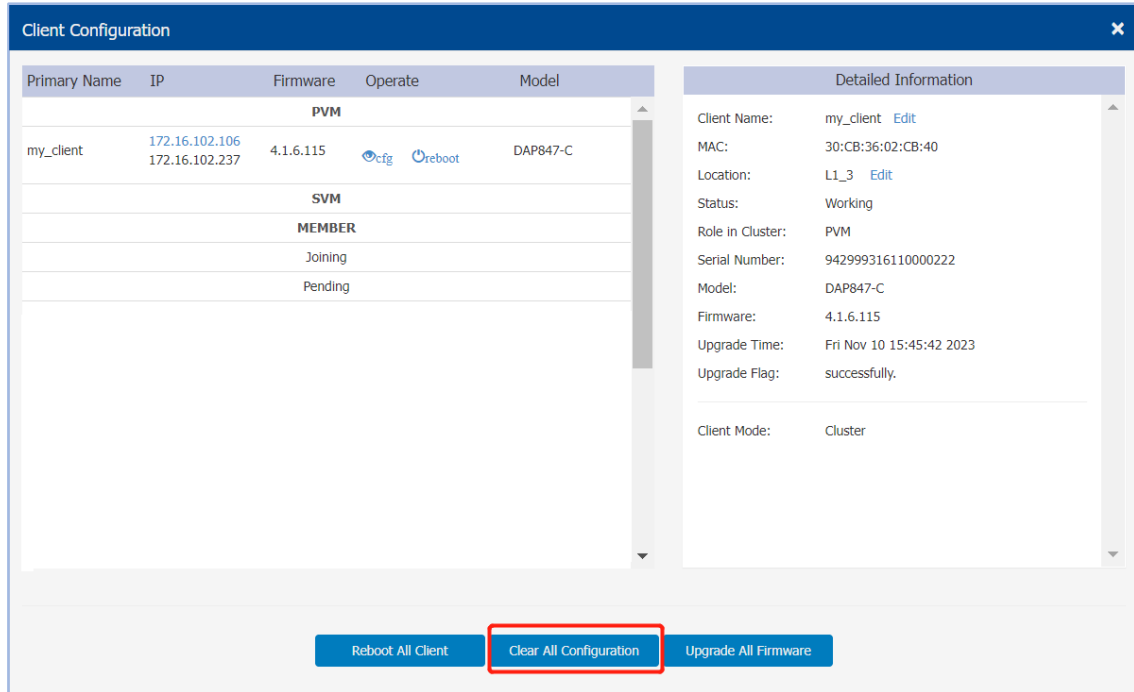 Client Configuration
Primary Name IP Firmware Operate Model
PVM
my_client 172.16.102.106 4.1.6.115 cfg reboot DAP847-C
172.16.102.237
SVM
MEMBER
Joining
Pending
Detailed Information
Client Name: my_client Edit
MAC: 30:CB:36:02:CB:40
Location: L1_3 Edit
Status: Working
Role in Cluster: PVM
Serial Number: 942999316110000222
Model: DAP847-C
Firmware: 4.1.6.115
Upgrade Time: Fri Nov 10 15:45:42 2023
Upgrade Flag: successfully.
Client Mode: Cluster
Reboot All Client Clear All Configuration Upgrade All Firmware